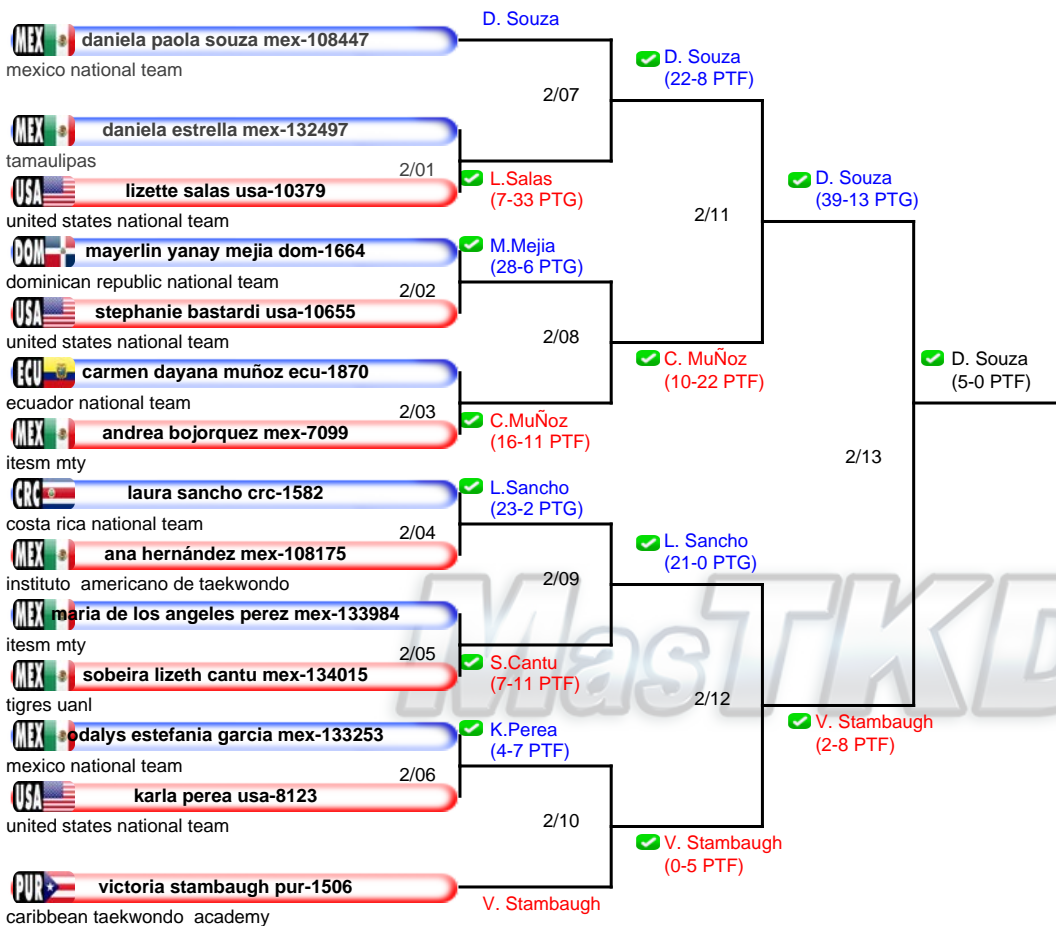 D. Souza
MEX daniela paola souza mex-108447
mexico national team
D. Souza
(22-8 PTF)
2/07
MEX daniela estrella mex-132497
tamaulipas
2/01
USA lizette salas usa-10379
united states national team
L.Salas
(7-33 PTG)
D. Souza
(39-13 PTG)
2/11
DOM mayerlin yanay mejia dom-1664
dominican republic national team
M.Mejia
(28-6 PTG)
2/02
USA stephanie bastardi usa-10655
united states national team
2/08
ECU carmen dayana muñoz ecu-1870
ecuador national team
C. MuÑoz
(10-22 PTF)
D. Souza
(5-0 PTF)
2/03
MEX andrea bojorquez mex-7099
itesm mty
C.MuÑoz
(16-11 PTF)
2/13
CRC laura sancho crc-1582
costa rica national team
L.Sancho
(23-2 PTG)
2/04
MEX ana hernández mex-108175
instituto americano de taekwondo
L. Sancho
(21-0 PTG)
2/09
MEX maria de los angeles perez mex-133984
itesm mty
2/05
MEX sobeira lizeth cantu mex-134015
tigres uanl
S.Cantu
(7-11 PTF)
MasTKD
2/12
V. Stambaugh
(2-8 PTF)
MEX odalys estefania garcia mex-133253
mexico national team
K.Perea
(4-7 PTF)
2/06
USA karla perea usa-8123
united states national team
2/10
V. Stambaugh
(0-5 PTF)
PUR victoria stambaugh pur-1506
caribbean taekwondo academy
V. Stambaugh